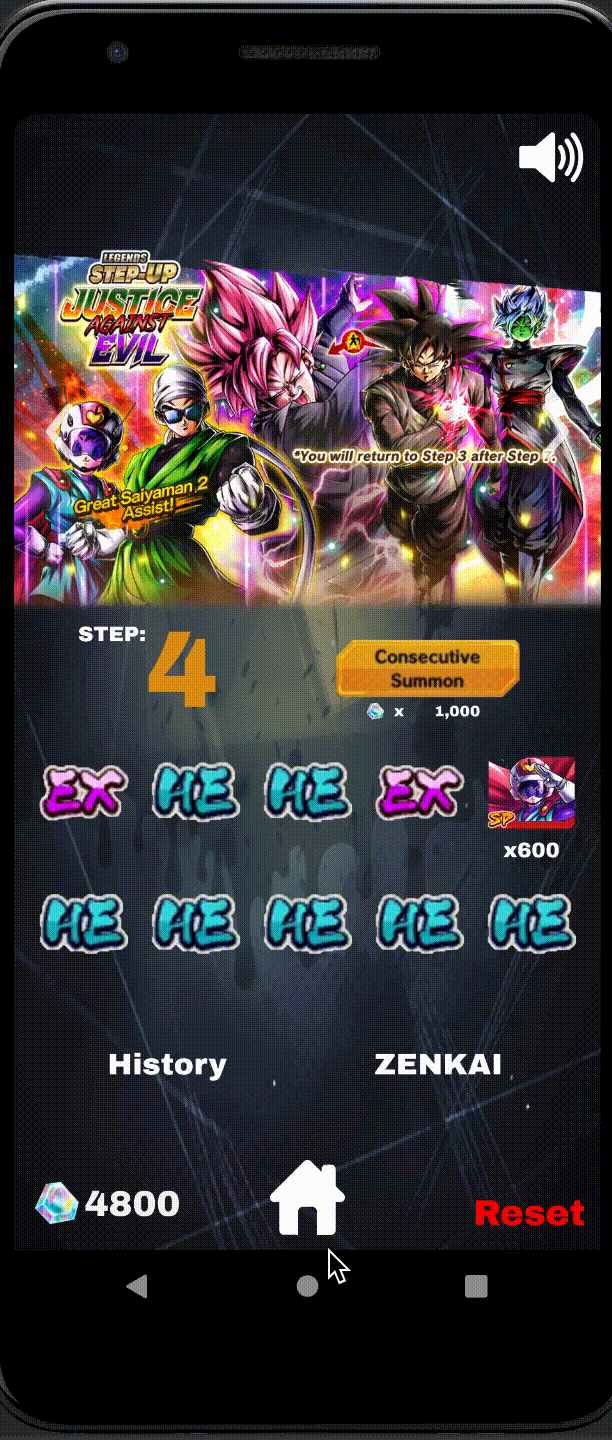 LEGENDS
STEP-UP
JUSTICE
AGAINST
EVIL
*You will return to Step 3 after Step 7.
Great Saiyaman 2
Assist!
STEP:
4
Consecutive
Summon
x 1,000
EX HE HE EX SP
x600
HE HE HE HE HE
History ZENKAI
4800
Reset